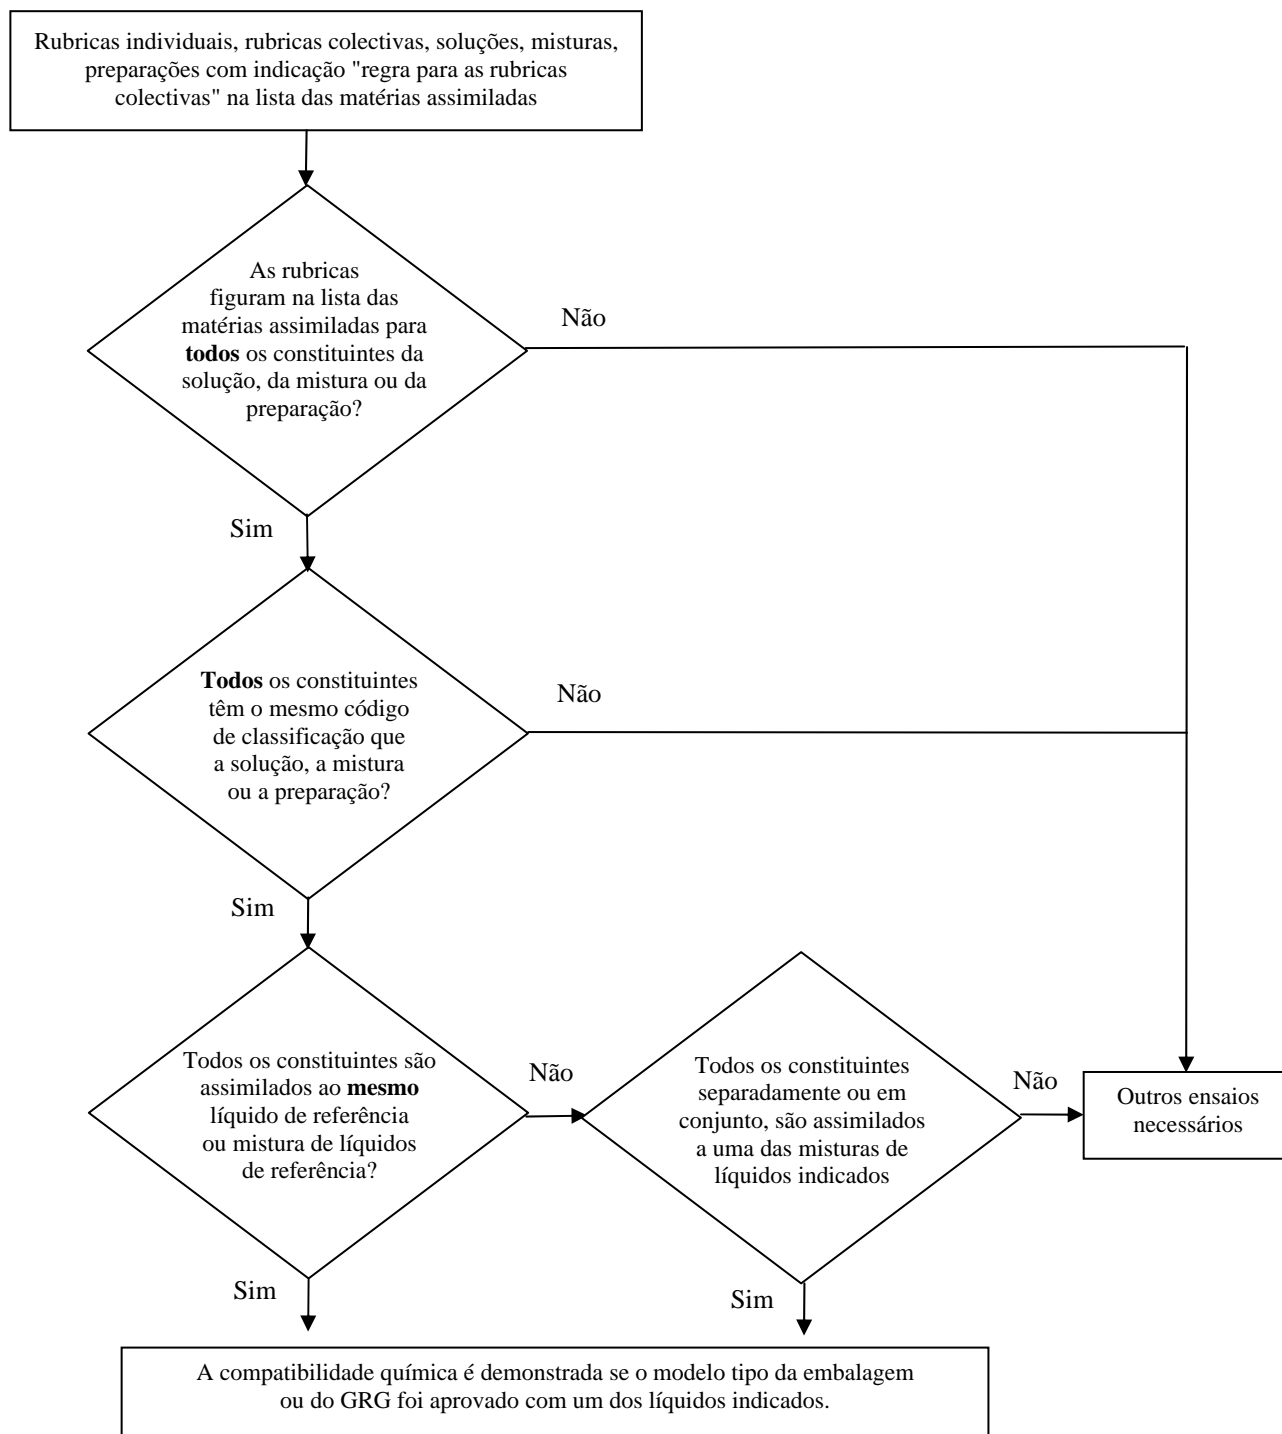 Rubricas individuais, rubricas colectivas, soluções, misturas,
preparações com indicação "regra para as rubricas
colectivas" na lista das matérias assimiladas
As rubricas
figuram na lista das
matérias assimiladas para
todos os constituintes da
solução, da mistura ou da
preparação?
Não
Sim
Todos os constituintes
têm o mesmo código
de classificação que
a solução, a mistura
ou a preparação?
Não
Sim
Todos os constituintes são
assimilados ao mesmo
líquido de referência
ou mistura de líquidos
de referência?
Não
Todos os constituintes
separadamente ou em
conjunto, são assimilados
a uma das misturas de
líquidos indicados
Não
Outros ensaios
necessários
Sim
Sim
A compatibilidade química é demonstrada se o modelo tipo da embalagem
ou do GRG foi aprovado com um dos líquidos indicados.